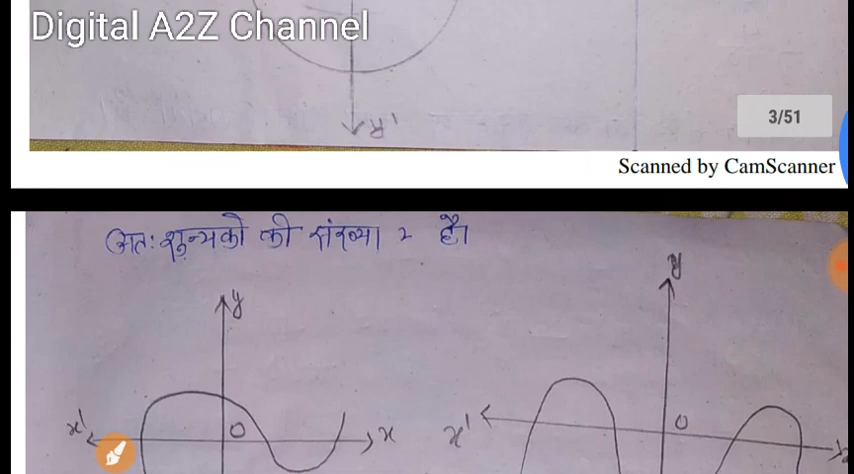 Digital A2Z Channel
y'
3/51
Scanned by CamScanner
अतः शुन्यको की संख्या 2 है।
y
y
x' O x
x' O